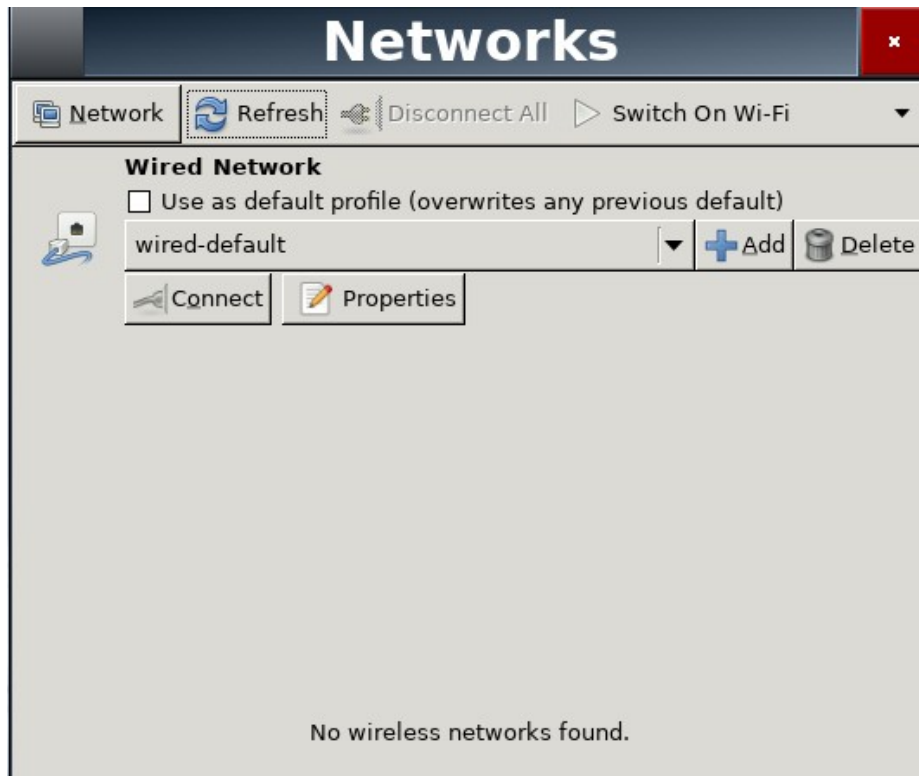 Networks
Network Refresh Disconnect All Switch On Wi-Fi
Wired Network
Use as default profile (overwrites any previous default)
wired-default Add Delete
Connect Properties
No wireless networks found.